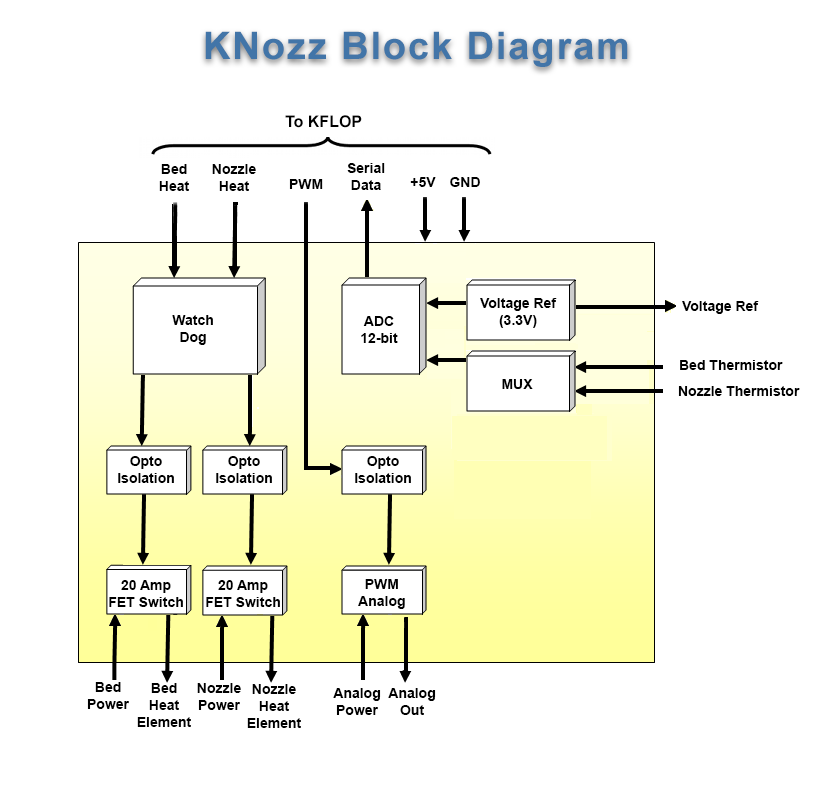 KNozz Block Diagram
To KFLOP
Bed
Heat
Nozzle
Heat
PWM
Serial
Data
+5V
GND
Watch
Dog
ADC
12-bit
Voltage Ref
(3.3V)
Voltage Ref
MUX
Bed Thermistor
Nozzle Thermistor
Opto
Isolation
Opto
Isolation
Opto
Isolation
20 Amp
FET Switch
20 Amp
FET Switch
PWM
Analog
Bed
Power
Bed
Heat
Element
Nozzle
Power
Nozzle
Heat
Element
Analog
Power
Analog
Out